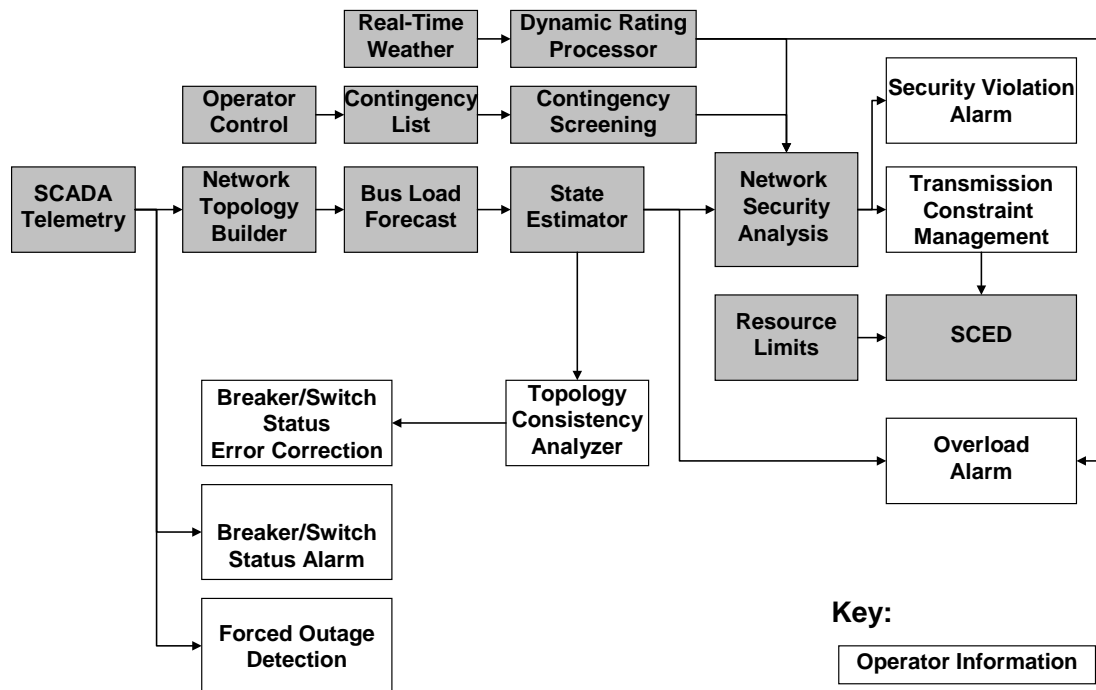 Real-Time
Weather
Dynamic Rating
Processor
Operator
Control
Contingency
List
Contingency
Screening
Security Violation
Alarm
SCADA
Telemetry
Network
Topology
Builder
Bus Load
Forecast
State
Estimator
Network
Security
Analysis
Transmission
Constraint
Management
Resource
Limits
SCED
Breaker/Switch
Status
Error Correction
Topology
Consistency
Analyzer
Overload
Alarm
Breaker/Switch
Status Alarm
Forced Outage
Detection
Key:
Operator Information